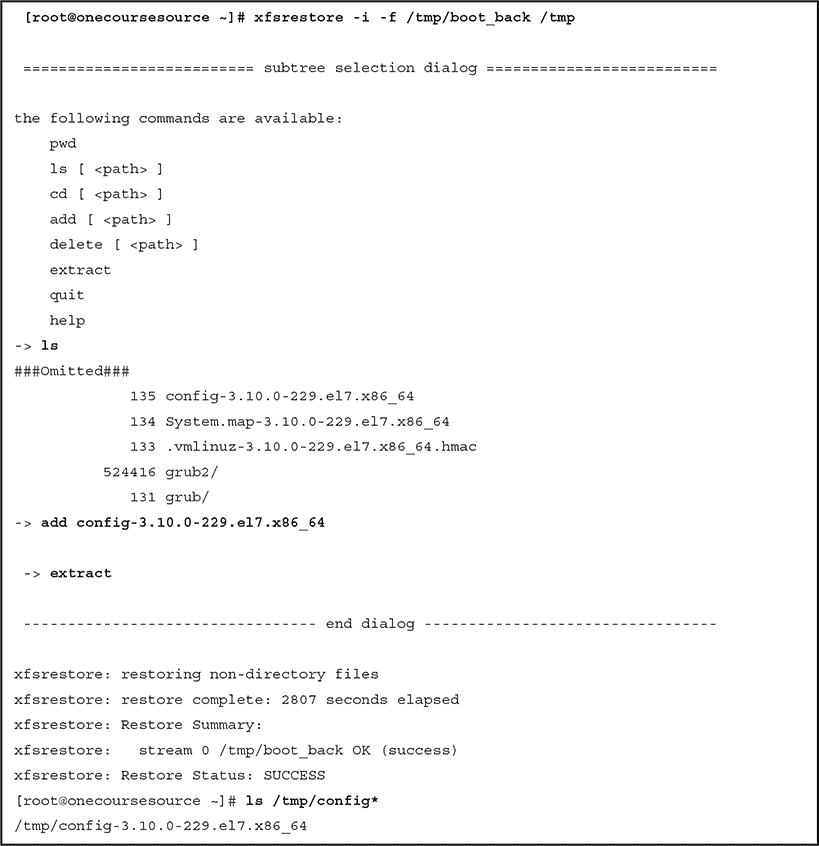 [root@onecoursesource ~]# xfsrestore -i -f /tmp/boot_back /tmp
========================== subtree selection dialog ==========================
the following commands are available:
pwd
ls [ <path> ]
cd [ <path> ]
add [ <path> ]
delete [ <path> ]
extract
quit
help
-> ls
###Omitted###
135 config-3.10.0-229.el7.x86_64
134 System.map-3.10.0-229.el7.x86_64
133 .vmlinuz-3.10.0-229.el7.x86_64.hmac
524416 grub2/
131 grub/
-> add config-3.10.0-229.el7.x86_64
-> extract
--------------------------------- end dialog ---------------------------------
xfsrestore: restoring non-directory files
xfsrestore: restore complete: 2807 seconds elapsed
xfsrestore: Restore Summary:
xfsrestore:   stream 0 /tmp/boot_back OK (success)
xfsrestore: Restore Status: SUCCESS
[root@onecoursesource ~]# ls /tmp/config*
/tmp/config-3.10.0-229.el7.x86_64